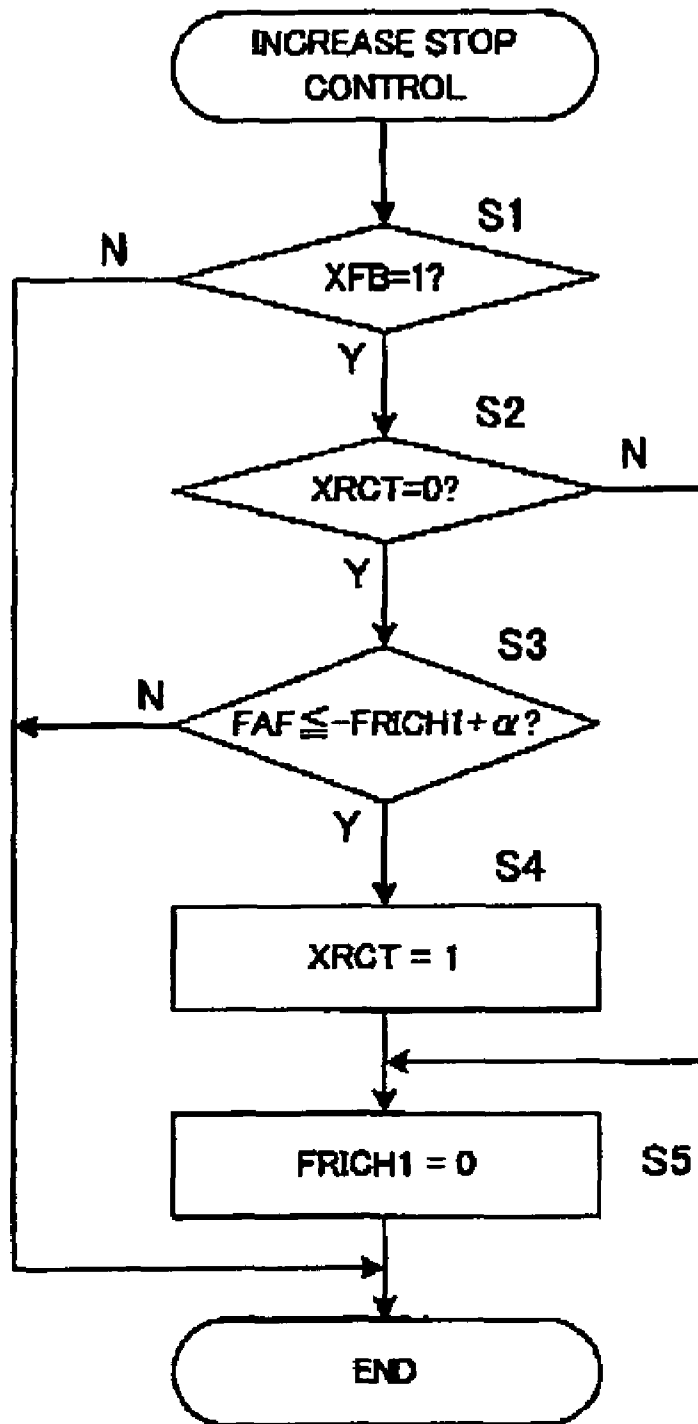 INCREASE STOP
CONTROL
S1
N
XFB=1?
Y
S2
N
XRCT=0?
Y
S3
N
FAF≦-FRICH1+α?
Y
S4
XRCT = 1
FRICH1 = 0
S5
END